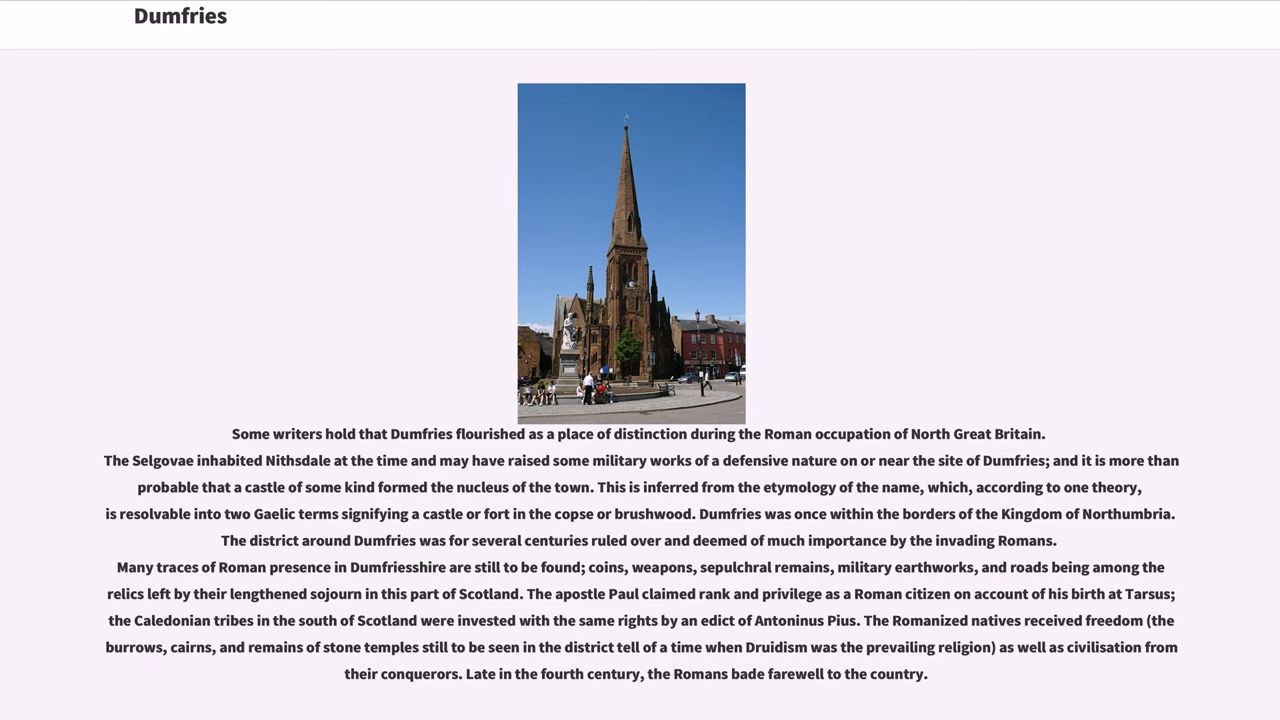 Dumfries
Some writers hold that Dumfries flourished as a place of distinction during the Roman occupation of North Great Britain.
The Selgovae inhabited Nithsdale at the time and may have raised some military works of a defensive nature on or near the site of Dumfries; and it is more than
probable that a castle of some kind formed the nucleus of the town. This is inferred from the etymology of the name, which, according to one theory,
is resolvable into two Gaelic terms signifying a castle or fort in the copse or brushwood. Dumfries was once within the borders of the Kingdom of Northumbria.
The district around Dumfries was for several centuries ruled over and deemed of much importance by the invading Romans.
Many traces of Roman presence in Dumfriesshire are still to be found; coins, weapons, sepulchral remains, military earthworks, and roads being among the
relics left by their lengthened sojourn in this part of Scotland. The apostle Paul claimed rank and privilege as a Roman citizen on account of his birth at Tarsus;
the Caledonian tribes in the south of Scotland were invested with the same rights by an edict of Antoninus Pius. The Romanized natives received freedom (the
burrows, cairns, and remains of stone temples still to be seen in the district tell of a time when Druidism was the prevailing religion) as well as civilisation from
their conquerors. Late in the fourth century, the Romans bade farewell to the country.